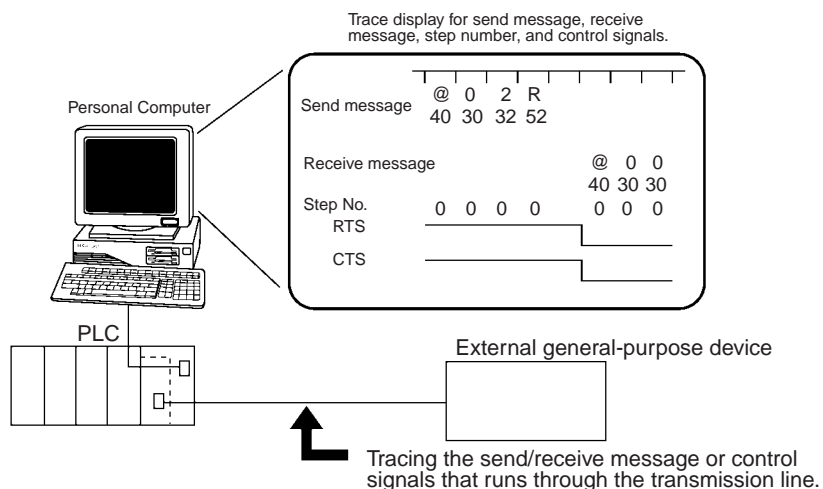 Trace display for send message, receive
message, step number, and control signals.
Personal Computer
Send message
@ 0 2 R
40 30 32 52
Receive message
@ 0 0
40 30 30
Step No.
0 0 0 0 0 0 0
RTS
CTS
PLC
External general-purpose device
Tracing the send/receive message or control
signals that runs through the transmission line.